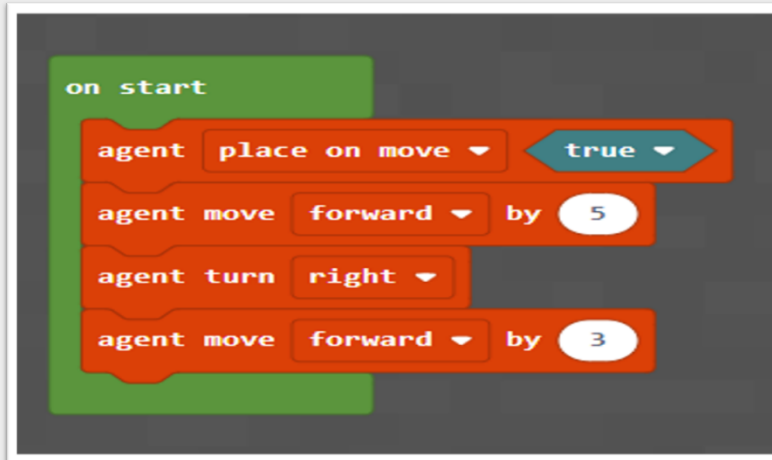 on start
agent place on move true
agent move forward by 5
agent turn right
agent move forward by 3